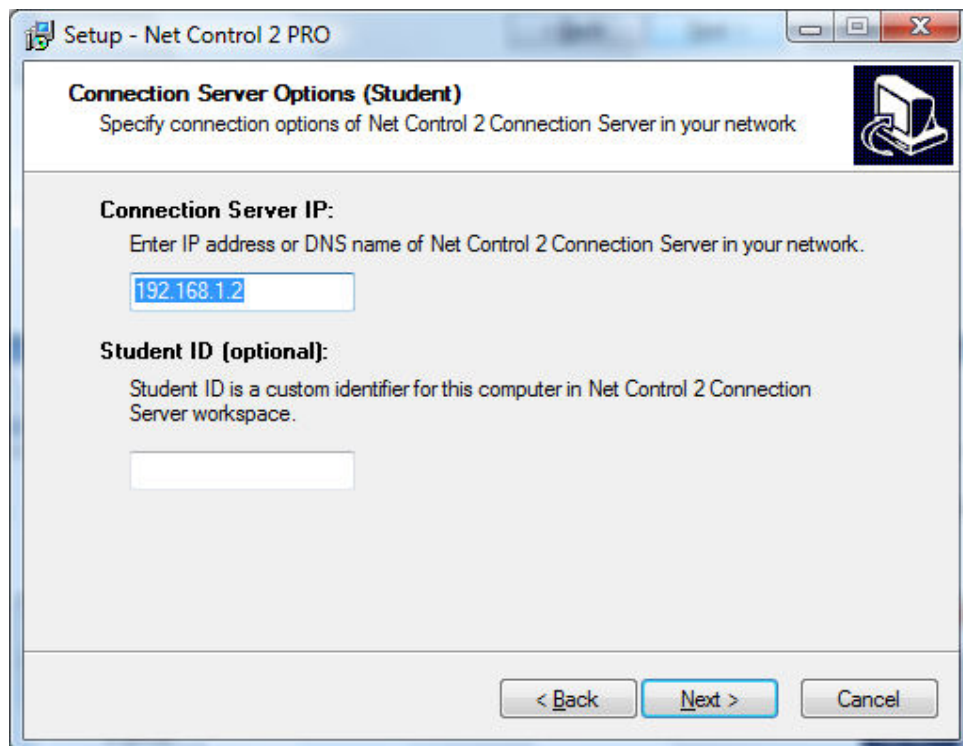 Setup - Net Control 2 PRO
Connection Server Options (Student)
Specify connection options of Net Control 2 Connection Server in your network
Connection Server IP:
Enter IP address or DNS name of Net Control 2 Connection Server in your network.
192.168.1.2
Student ID (optional):
Student ID is a custom identifier for this computer in Net Control 2 Connection
Server workspace.
< Back Next > Cancel